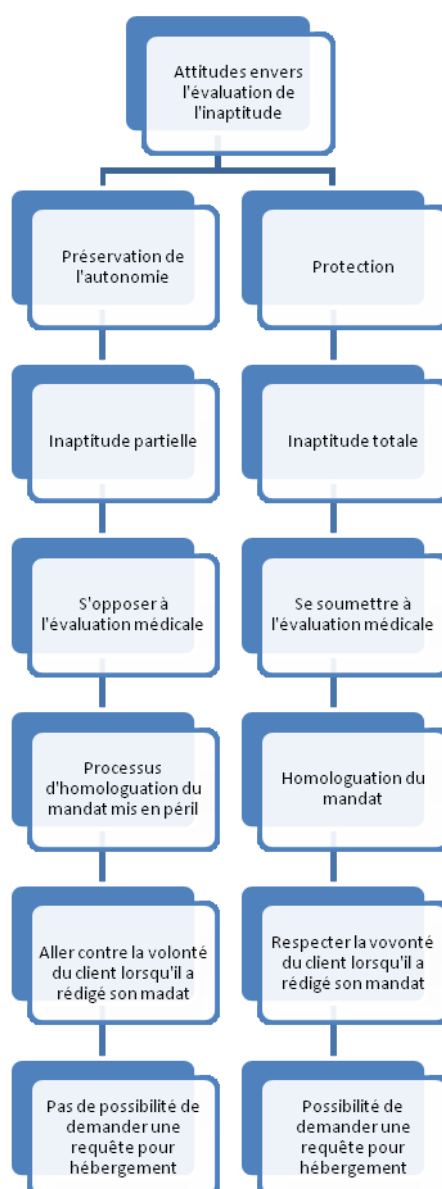 Attitudes envers
l'évaluation de
l'inaptitude
Préservation de
l'autonomie
Inaptitude partielle
S'opposer à
l'évaluation médicale
Processus
d'homologuation du
mandat mis en péril
Aller contre la volonté
du client lorsqu'il a
rédigé son madat
Pas de possibilité de
demander une
requête pour
hébergement
Protection
Inaptitude totale
Se soumettre à
l'évaluation médicale
Homologuation du
mandat
Respecter la vovonté
du client lorsqu'il a
rédigé son mandat
Possibilité de
demander une
requête pour
hébergement